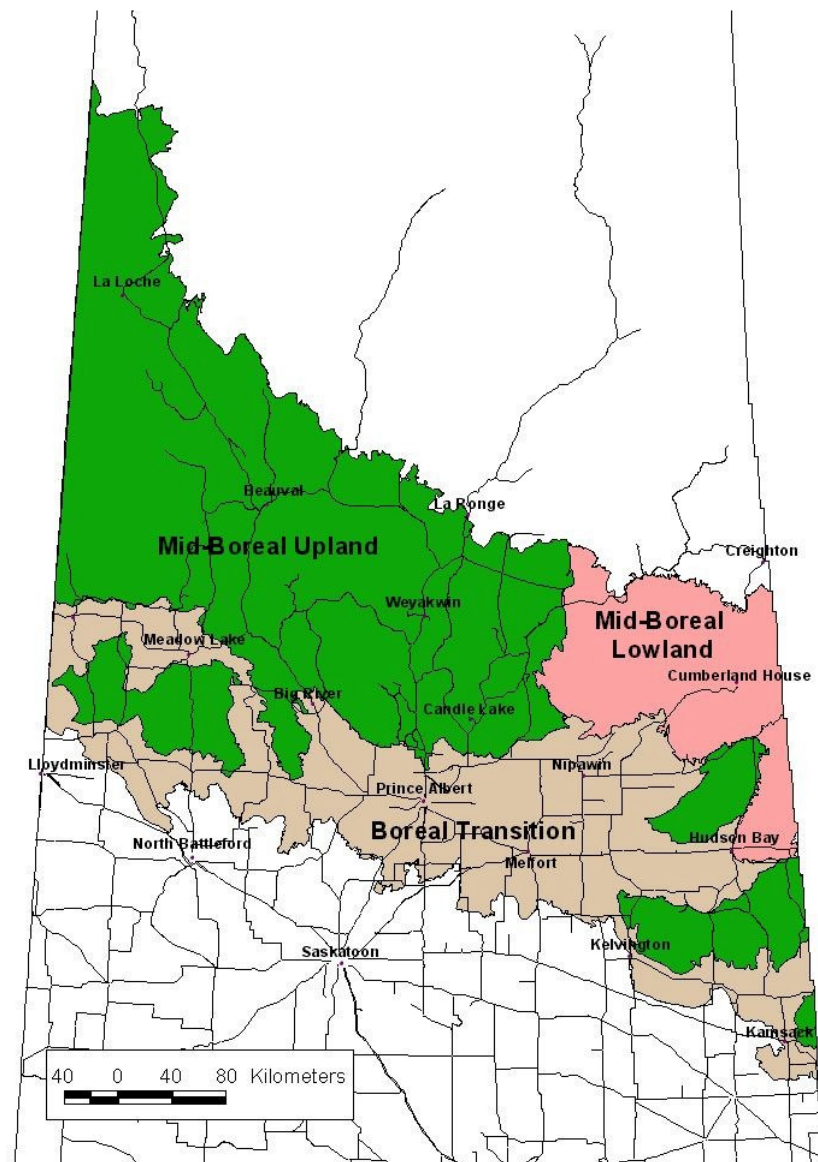 La Loche
Beauval
La Ronge
Mid-Boreal Upland
Creighton
Weyakwin
Mid-Boreal
Lowland
Meadow Lake
Cumberland House
Big River
Candle Lake
Lloydminster
Nipawin
Prince Albert
Boreal Transition
North Battleford
Hudson Bay
Melfort
Kelvington
Saskatoon
Kamsack
40 0 40 80 Kilometers